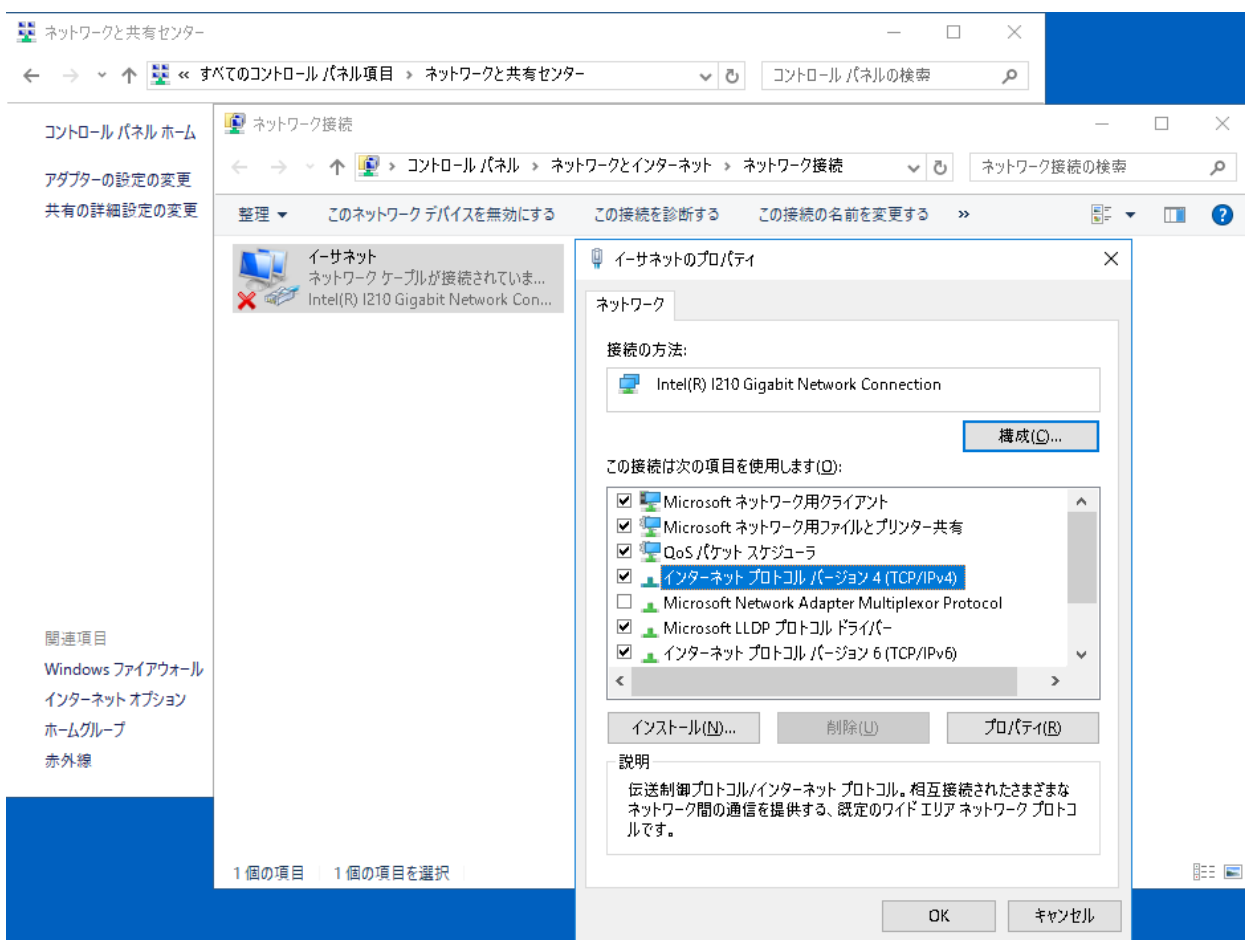 ネットワークと共有センター
« すべてのコントロール パネル項目 › ネットワークと共有センター
コントロール パネルの検索
コントロール パネル ホーム
アダプターの設定の変更
共有の詳細設定の変更
関連項目
Windows ファイアウォール
インターネット オプション
ホームグループ
赤外線
ネットワーク接続
› コントロール パネル › ネットワークとインターネット › ネットワーク接続
ネットワーク接続の検索
整理 このネットワーク デバイスを無効にする この接続を診断する この接続の名前を変更する »
イーサネット
ネットワーク ケーブルが接続されていま...
Intel(R) I210 Gigabit Network Con...
1 個の項目 1 個の項目を選択
イーサネットのプロパティ
ネットワーク
接続の方法:
Intel(R) I210 Gigabit Network Connection
構成(C)...
この接続は次の項目を使用します(O):
Microsoft ネットワーク用クライアント
Microsoft ネットワーク用ファイルとプリンター共有
QoS パケット スケジューラ
インターネット プロトコル バージョン 4 (TCP/IPv4)
Microsoft Network Adapter Multiplexor Protocol
Microsoft LLDP プロトコル ドライバー
インターネット プロトコル バージョン 6 (TCP/IPv6)
インストール(N)... 削除(U) プロパティ(R)
説明
伝送制御プロトコル/インターネット プロトコル。相互接続されたさまざまな
ネットワーク間の通信を提供する、既定のワイド エリア ネットワーク プロトコ
ルです。
OK キャンセル